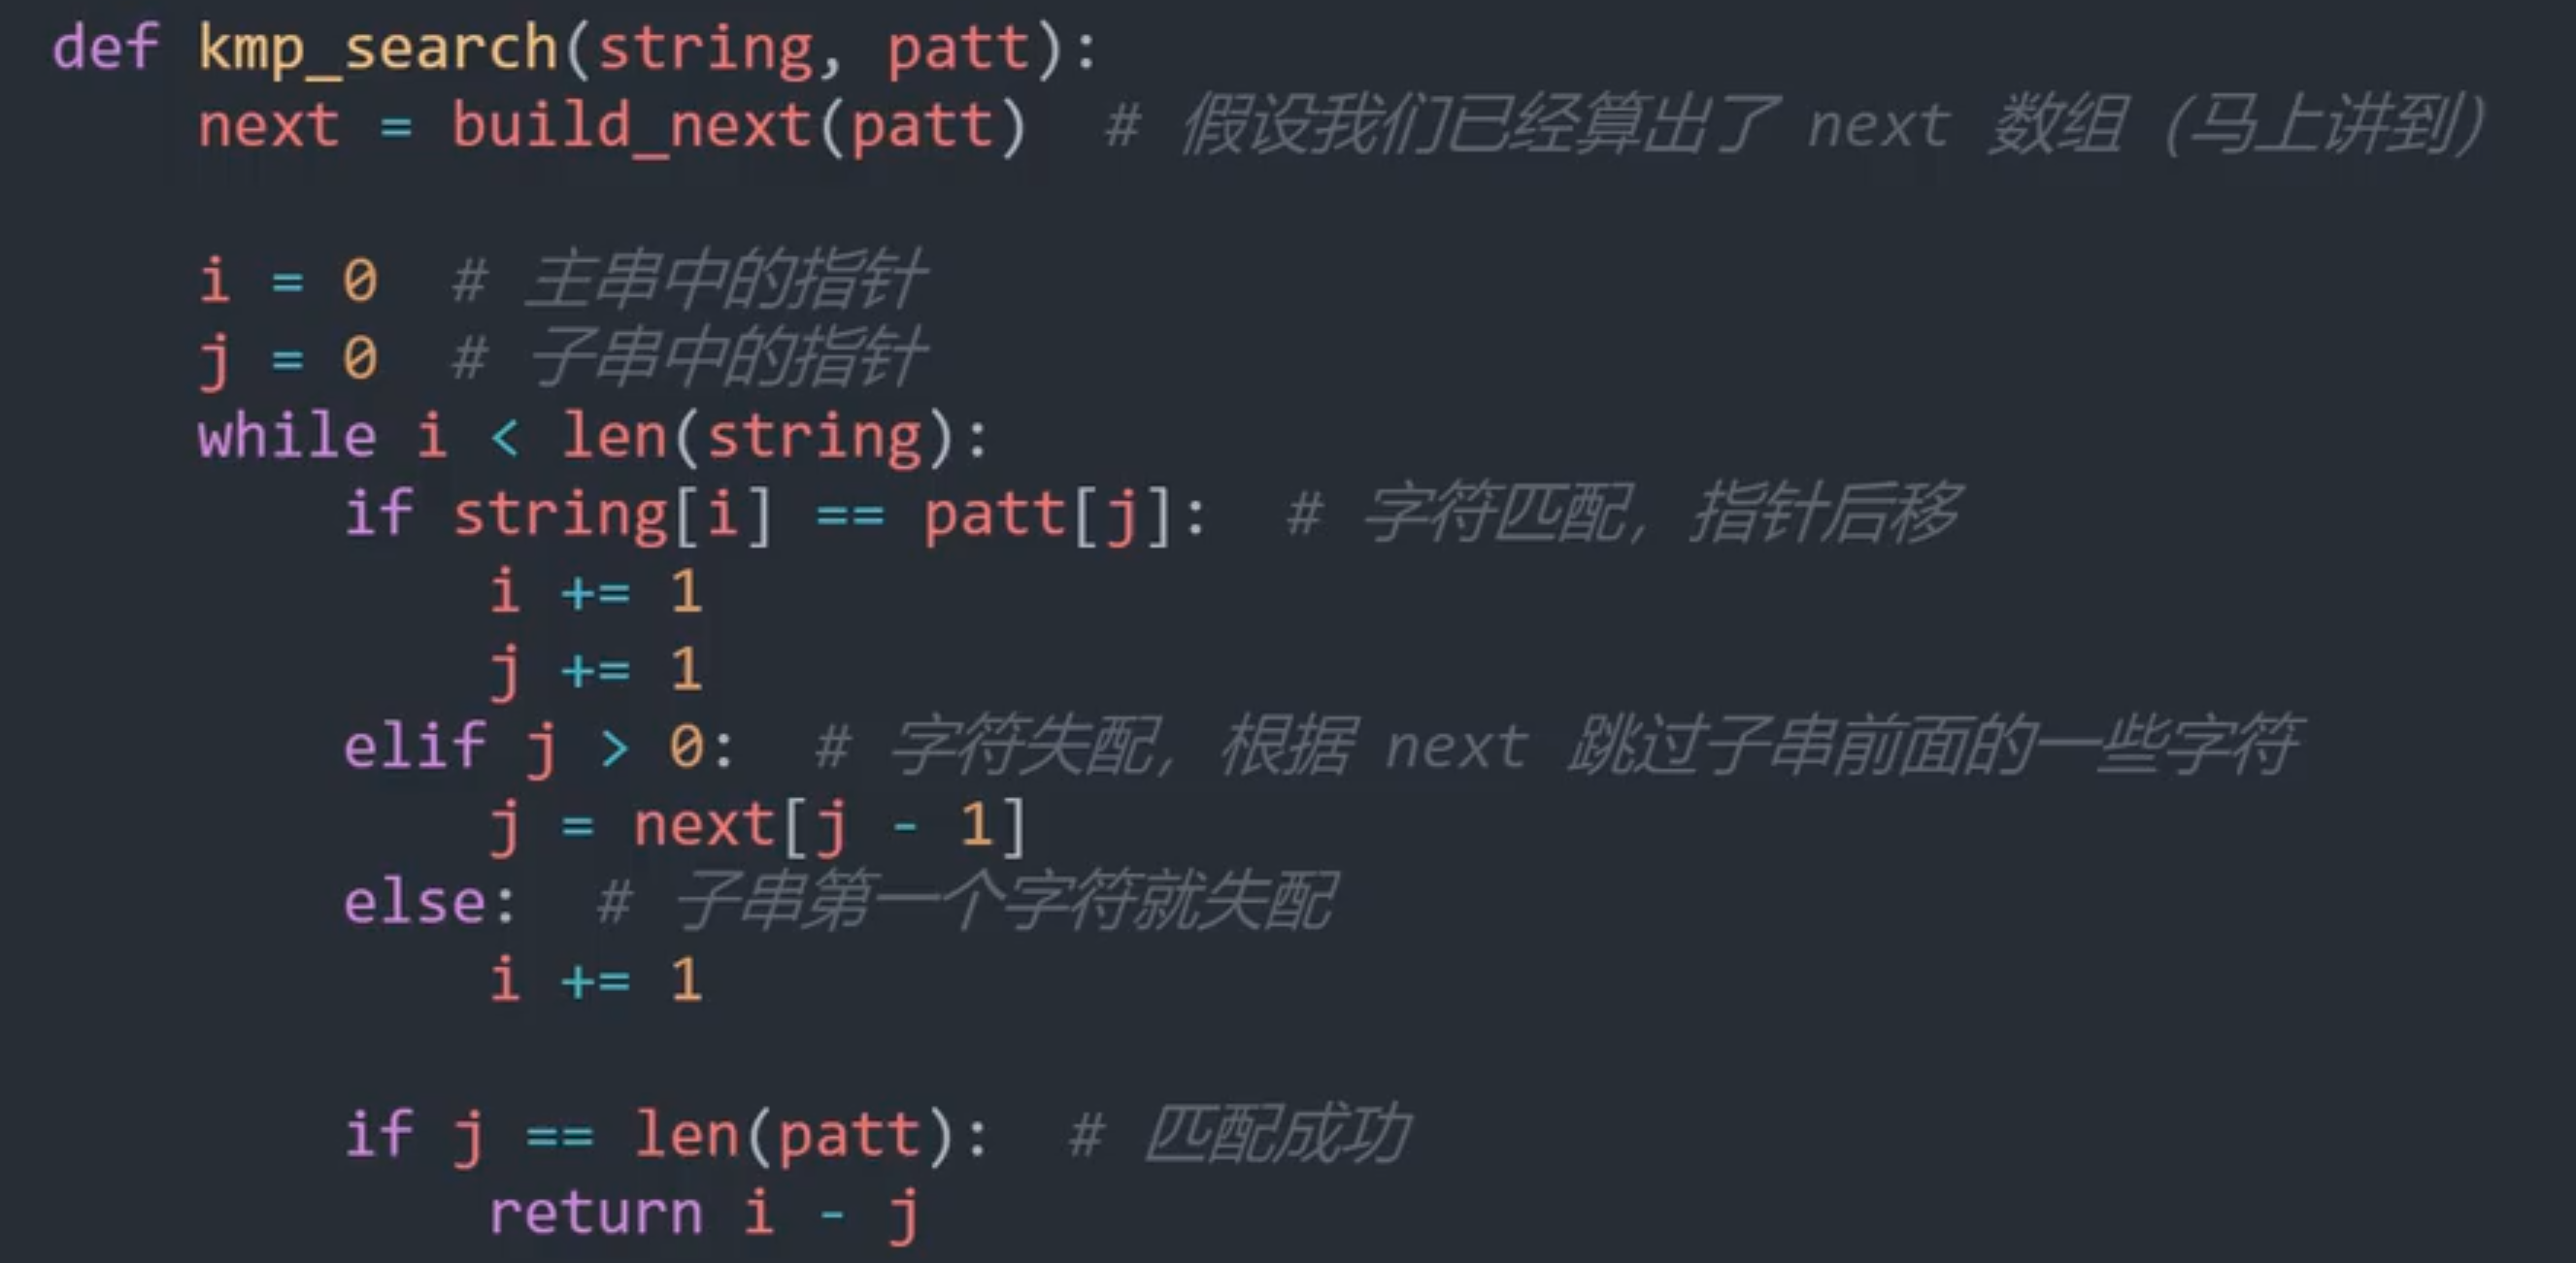 def kmp_search(string, patt):
    next = build_next(patt)  # 假设我们已经算出了 next 数组 (马上讲到)
    i = 0  # 主串中的指针
    j = 0  # 子串中的指针
    while i < len(string):
        if string[i] == patt[j]:  # 字符匹配, 指针后移
            i += 1
            j += 1
        elif j > 0:  # 字符失配, 根据 next 跳过子串前面的一些字符
            j = next[j - 1]
        else:  # 子串第一个字符就失配
            i += 1
        if j == len(patt):  # 匹配成功
            return i - j